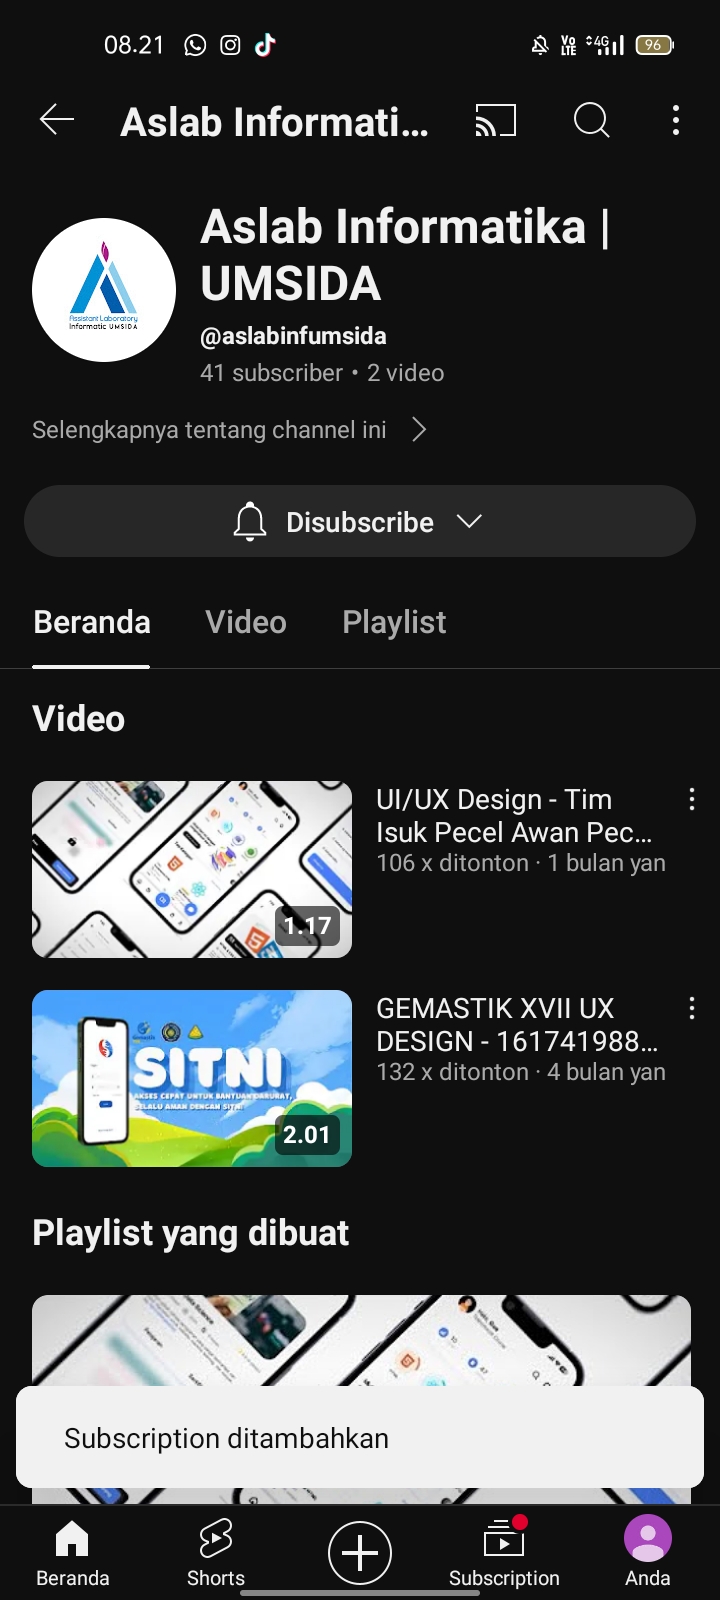 08.21
VO
LTE
4G
96
Aslab Informati...
Assistant Laboratory
Informatic UMSIDA
Aslab Informatika |
UMSIDA
@aslabinfumsida
41 subscriber • 2 video
Selengkapnya tentang channel ini
Disubscribe
Beranda
Video
Playlist
Video
1.17
UI/UX Design - Tim
Isuk Pecel Awan Pec...
106 x ditonton · 1 bulan yan
SITNI
AKSES CEPAT UNTUK BANTUAN DARURAT,
SELALU AMAN DENGAN SITNI
2.01
GEMASTIK XVII UX
DESIGN - 161741988...
132 x ditonton · 4 bulan yan
Playlist yang dibuat
Subscription ditambahkan
Beranda
Shorts
Subscription
Anda